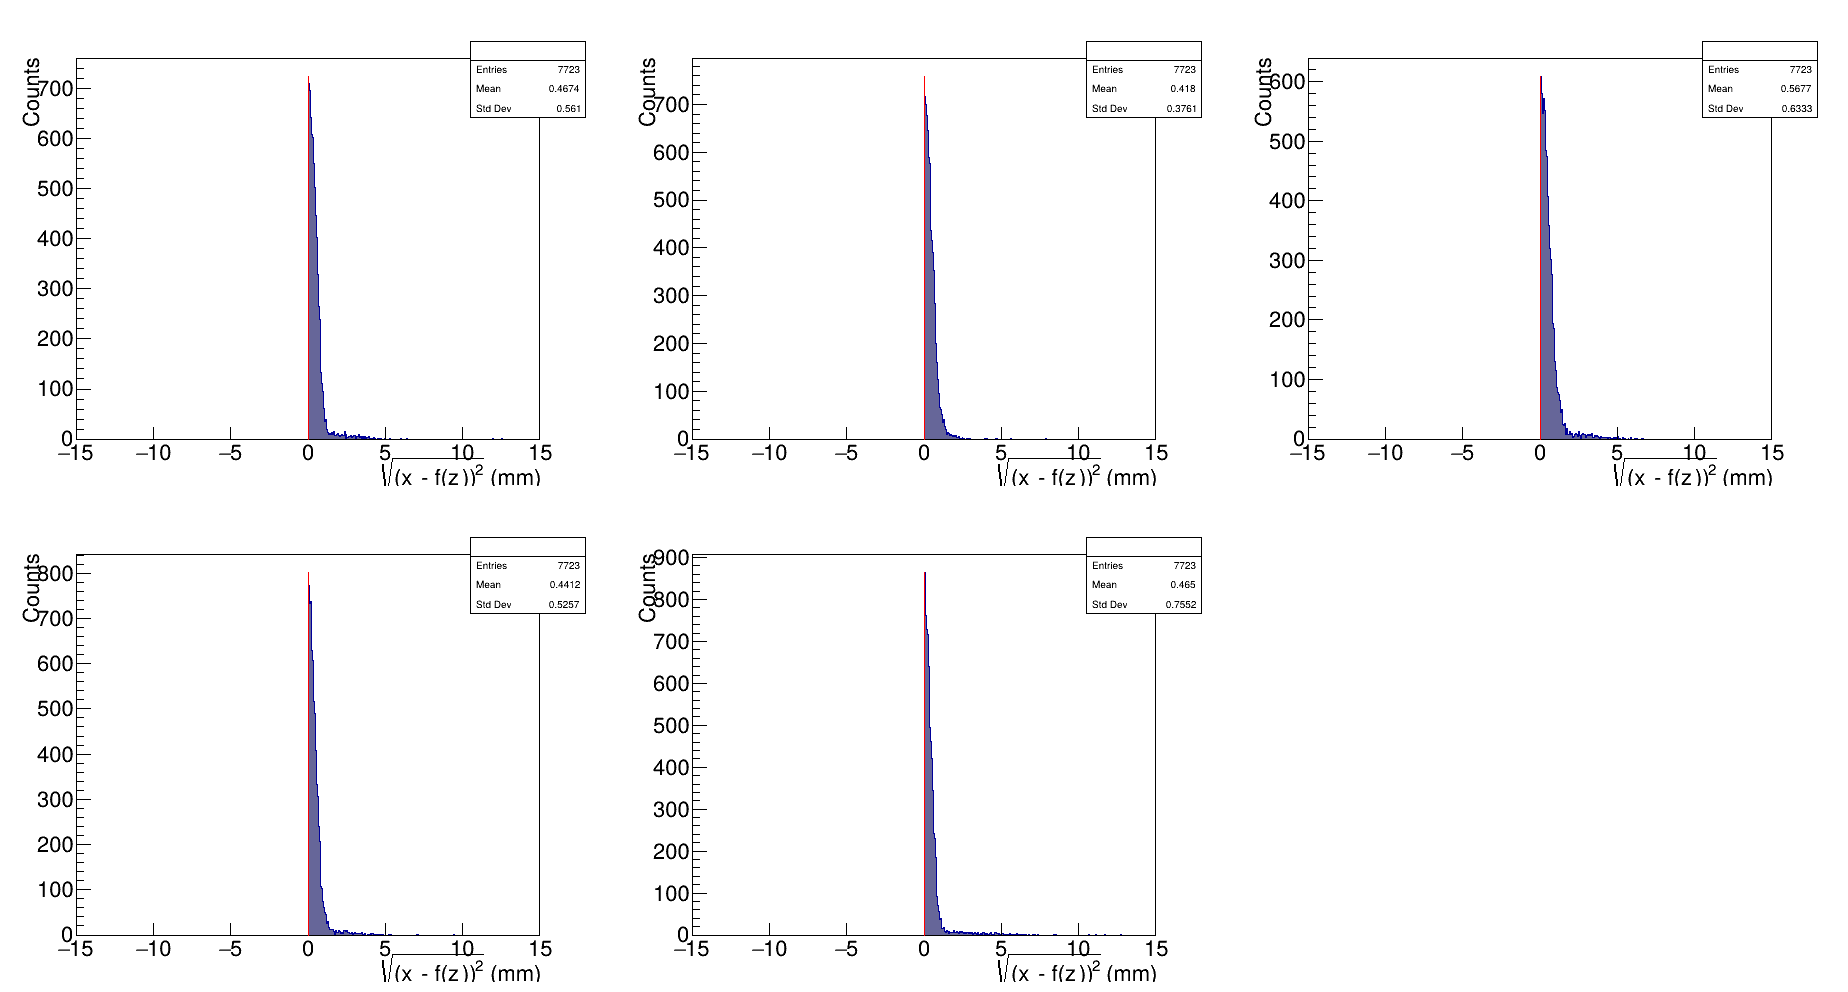 Counts
700
600
500
400
300
200
100
0
−15 −10 −5 0 5 10 15
√(x - f(z))² (mm)
Entries 7723
Mean 0.4674
Std Dev 0.561
Counts
700
600
500
400
300
200
100
0
−15 −10 −5 0 5 10 15
√(x - f(z))² (mm)
Entries 7723
Mean 0.418
Std Dev 0.3761
Counts
600
500
400
300
200
100
0
−15 −10 −5 0 5 10 15
√(x - f(z))² (mm)
Entries 7723
Mean 0.5677
Std Dev 0.6333
Counts
800
700
600
500
400
300
200
100
0
−15 −10 −5 0 5 10 15
√(x - f(z))² (mm)
Entries 7723
Mean 0.4412
Std Dev 0.5257
Counts
900
800
700
600
500
400
300
200
100
0
−15 −10 −5 0 5 10 15
√(x - f(z))² (mm)
Entries 7723
Mean 0.465
Std Dev 0.7552